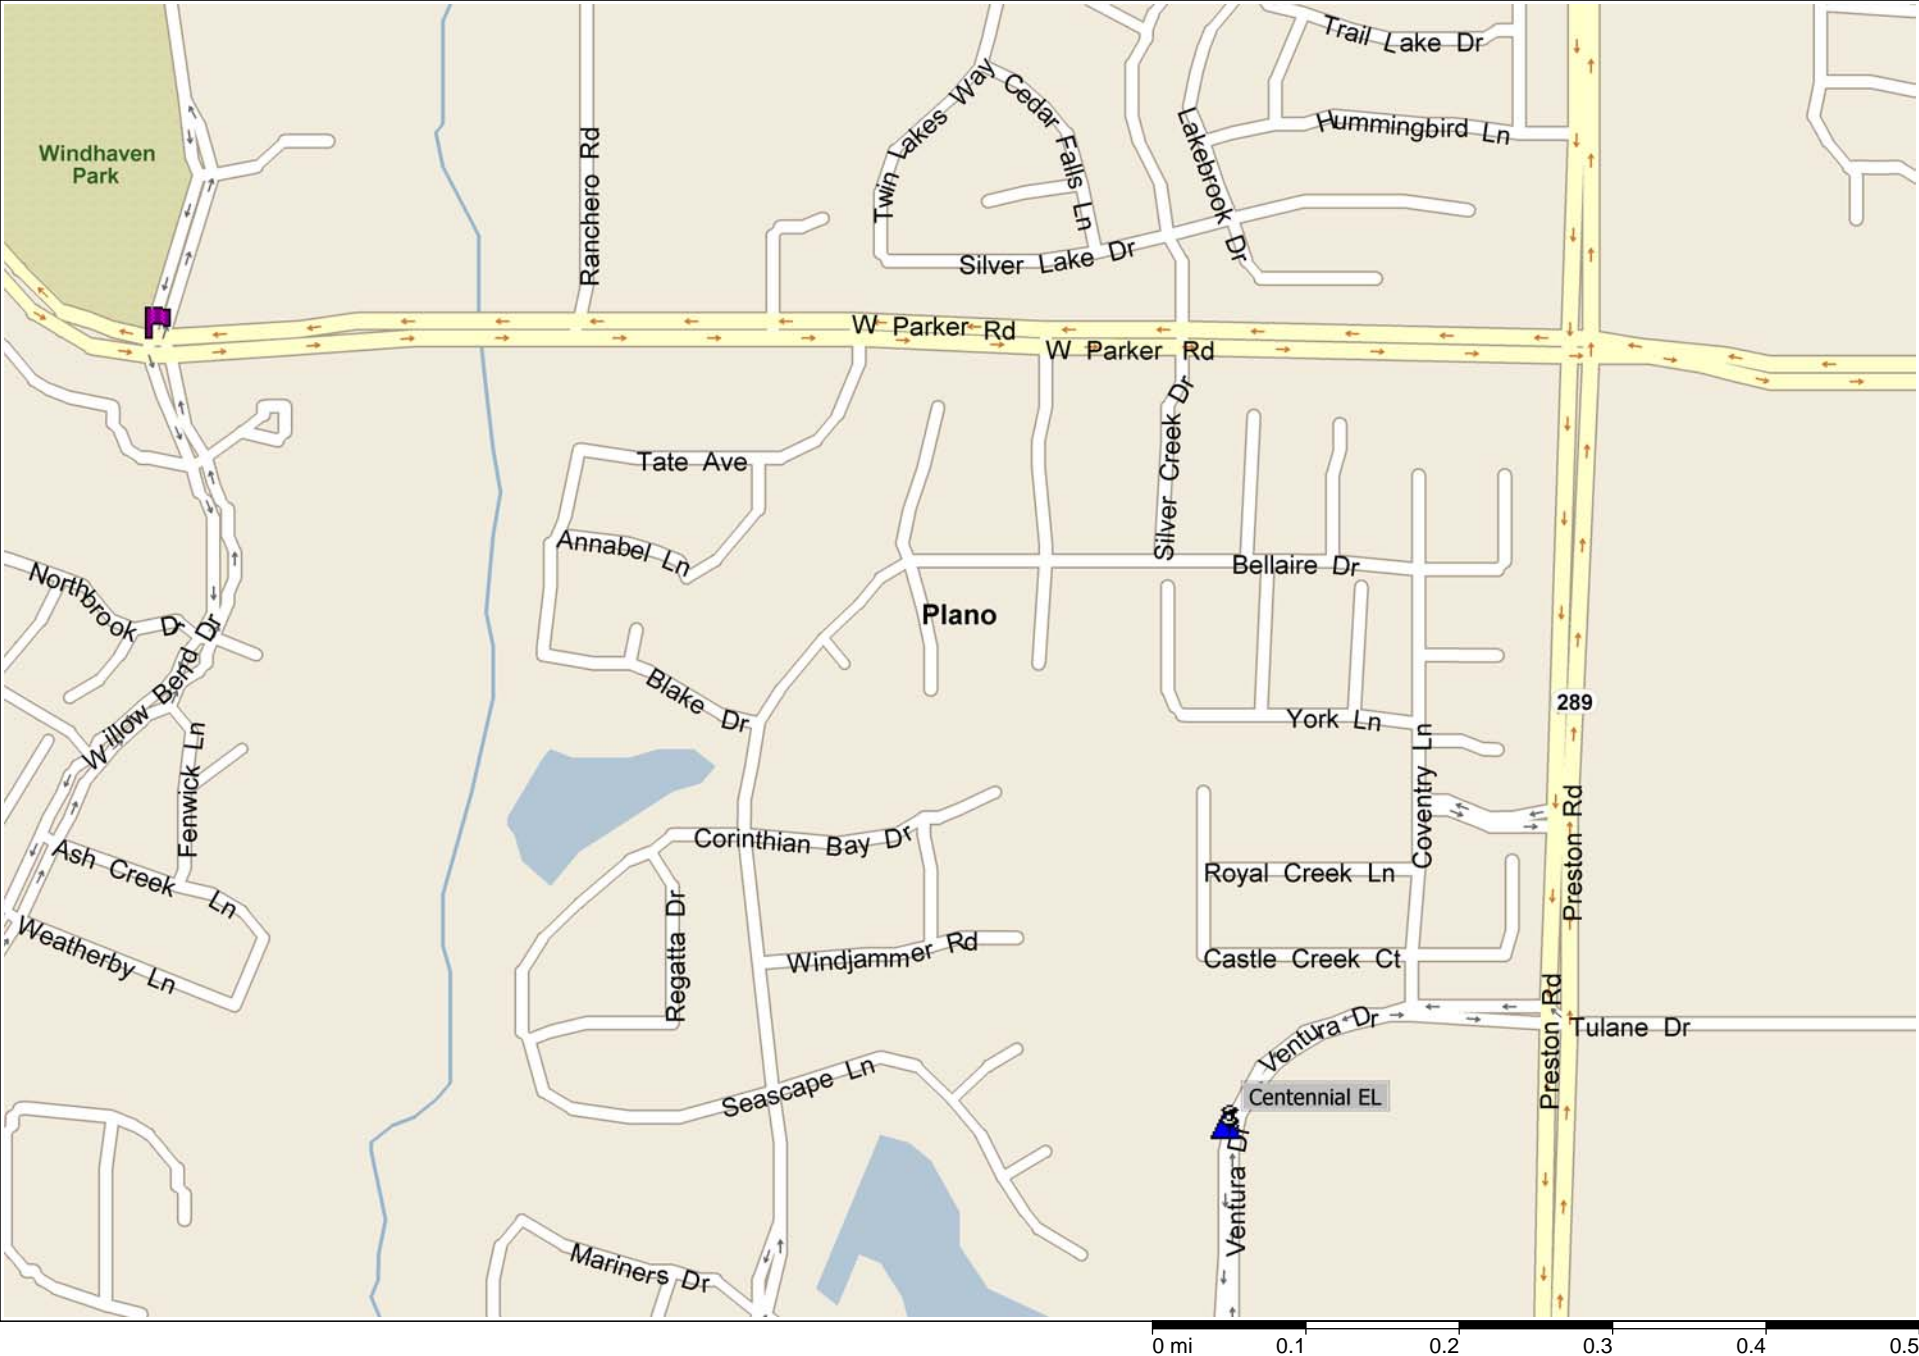 Trail Lake Dr
Twin Lakes Way
Cedar Falls Ln
Lakebrook Dr
Hummingbird Ln
Windhaven
Park
Ranchero Rd
Silver Lake Dr
W Parker Rd
W Parker Rd
Silver Creek Dr
Tate Ave
Annabel Ln
Bellaire Dr
Northbrook Dr
Plano
Willow Bend Dr
Blake Dr
289
York Ln
Coventry Ln
Fenwick Ln
Preston Rd
Corinthian Bay Dr
Ash Creek Ln
Royal Creek Ln
Regatta Dr
Weatherby Ln
Windjammer Rd
Castle Creek Ct
Preston Rd
Ventura Dr
Tulane Dr
Preston Rd
Seascape Ln
Centennial EL
Ventura Dr
Mariners Dr
0 mi 0.1 0.2 0.3 0.4 0.5